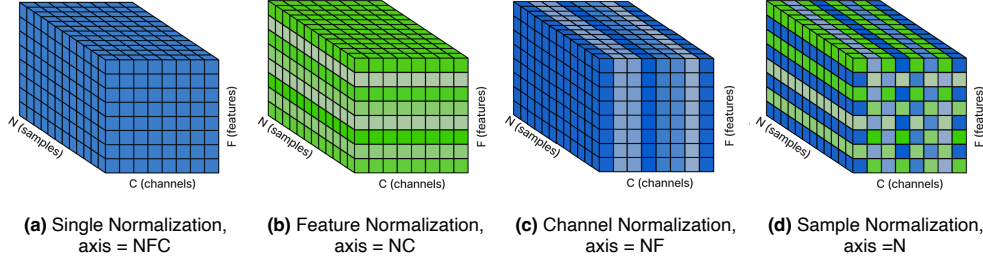 N (samples)
C (channels)
F (features)
N (samples)
C (channels)
F (features)
N (samples)
C (channels)
F (features)
N (samples)
C (channels)
F (features)
(a) Single Normalization,
axis = NFC
(b) Feature Normalization,
axis = NC
(c) Channel Normalization,
axis = NF
(d) Sample Normalization,
axis =N